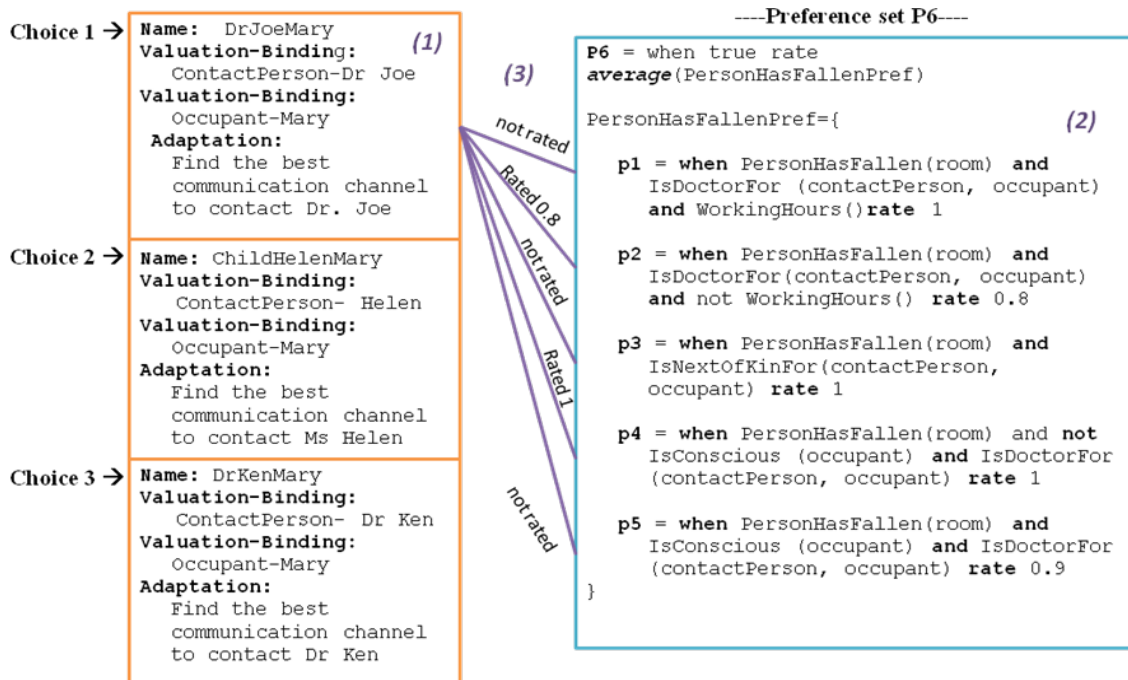 Choice 1 →
Name: DrJoeMary
(1)
Valuation-Binding:
ContactPerson-Dr Joe
Valuation-Binding:
Occupant-Mary
Adaptation:
Find the best
communication channel
to contact Dr. Joe
Choice 2 →
Name: ChildHelenMary
Valuation-Binding:
ContactPerson- Helen
Valuation-Binding:
Occupant-Mary
Adaptation:
Find the best
communication channel
to contact Ms Helen
Choice 3 →
Name: DrKenMary
Valuation-Binding:
ContactPerson- Dr Ken
Valuation-Binding:
Occupant-Mary
Adaptation:
Find the best
communication channel
to contact Dr Ken
(3)
not rated
Rated 0.8
not rated
Rated 1
not rated
----Preference set P6----
P6 = when true rate
average(PersonHasFallenPref)
PersonHasFallenPref={
(2)
p1 = when PersonHasFallen(room) and
IsDoctorFor (contactPerson, occupant)
and WorkingHours()rate 1
p2 = when PersonHasFallen(room) and
IsDoctorFor(contactPerson, occupant)
and not WorkingHours() rate 0.8
p3 = when PersonHasFallen(room) and
IsNextOfKinFor(contactPerson,
occupant) rate 1
p4 = when PersonHasFallen(room) and not
IsConscious (occupant) and IsDoctorFor
(contactPerson, occupant) rate 1
p5 = when PersonHasFallen(room) and
IsConscious (occupant) and IsDoctorFor
(contactPerson, occupant) rate 0.9
}